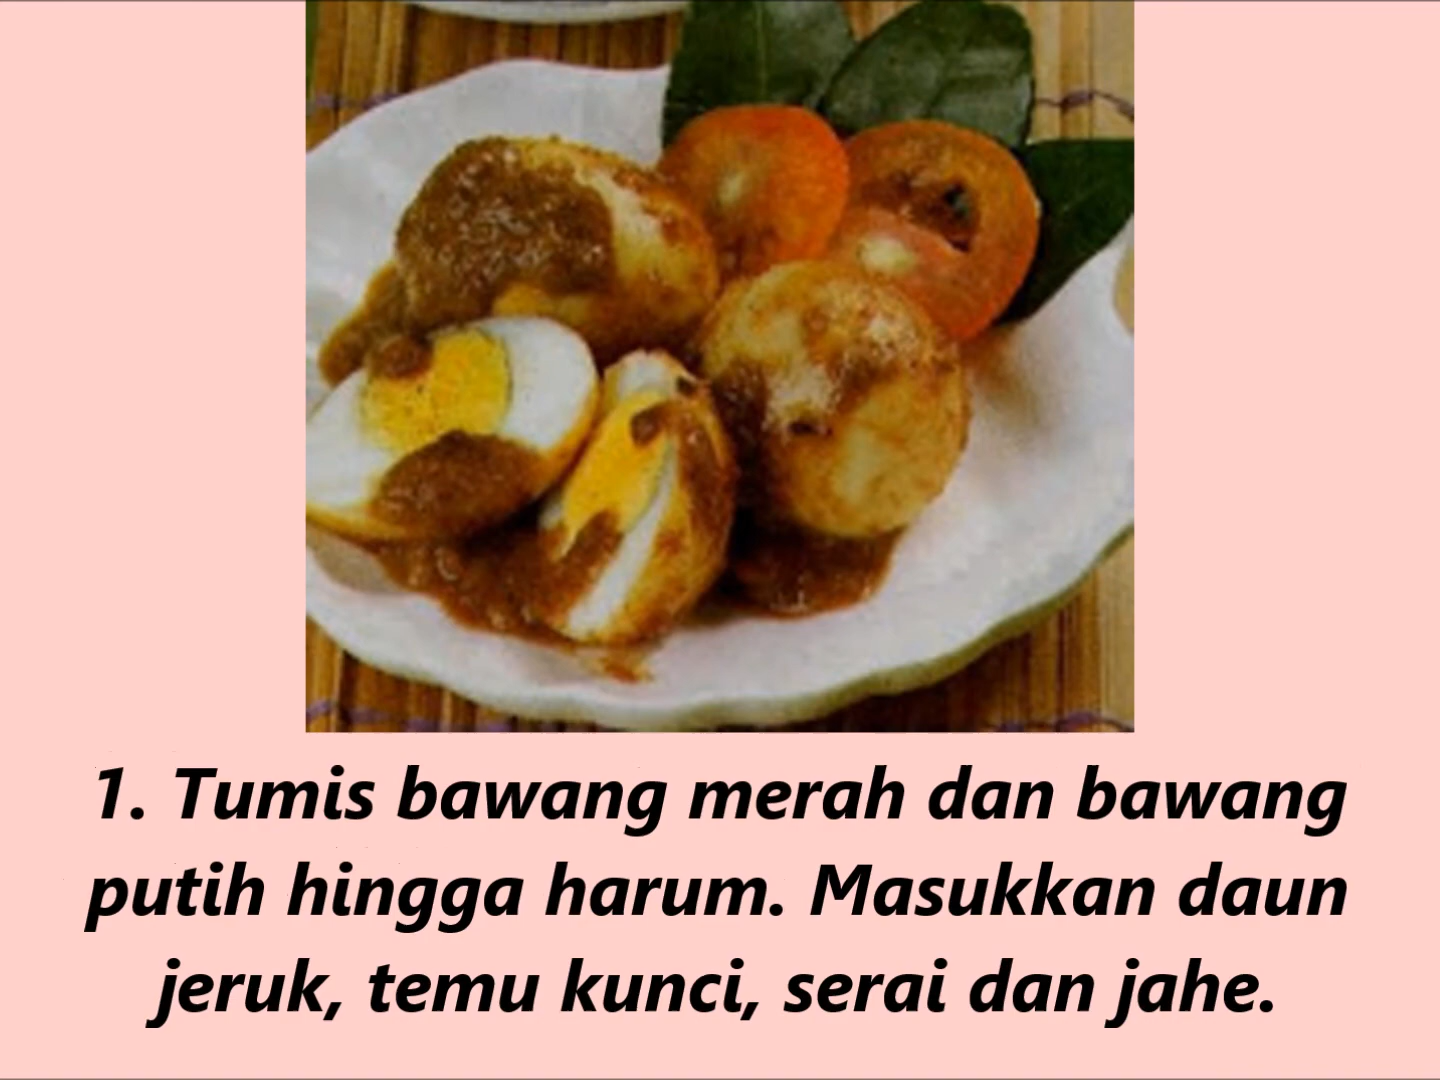 1. Tumis bawang merah dan bawang
putih hingga harum. Masukkan daun
jeruk, temu kunci, serai dan jahe.